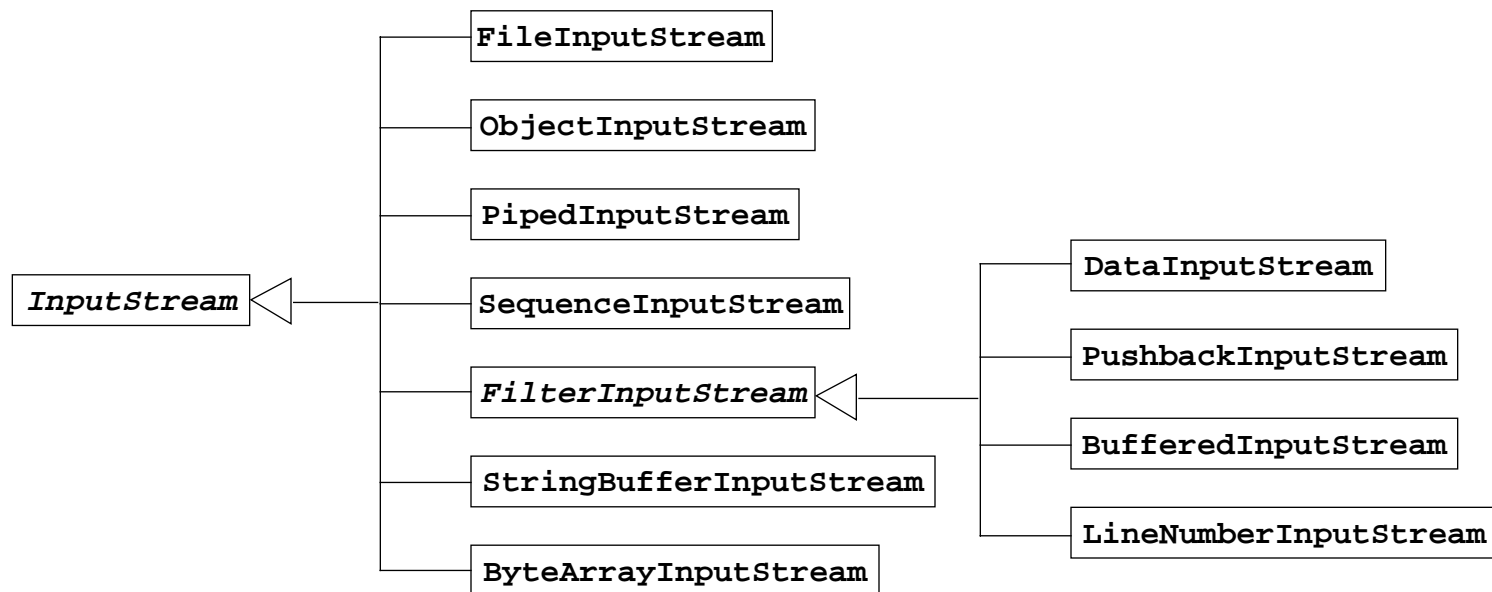 InputStream
FileInputStream
ObjectInputStream
PipedInputStream
SequenceInputStream
FilterInputStream
StringBufferInputStream
ByteArrayInputStream
DataInputStream
PushbackInputStream
BufferedInputStream
LineNumberInputStream